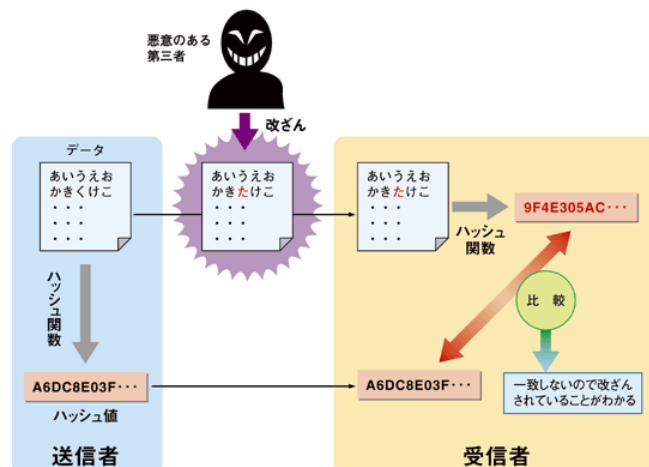 悪意のある
第三者
改ざん
データ
あいうえお
かきくけこ
・・・
・・・
・・・
あいうえお
かきたけこ
・・・
・・・
・・・
あいうえお
かきたけこ
・・・
・・・
・・・
ハッシュ
関数
9F4E305AC・・・
ハッシュ関数
比 較
A6DC8E03F・・・
ハッシュ値
A6DC8E03F・・・
一致しないので改ざん
されていることがわかる
送信者
受信者